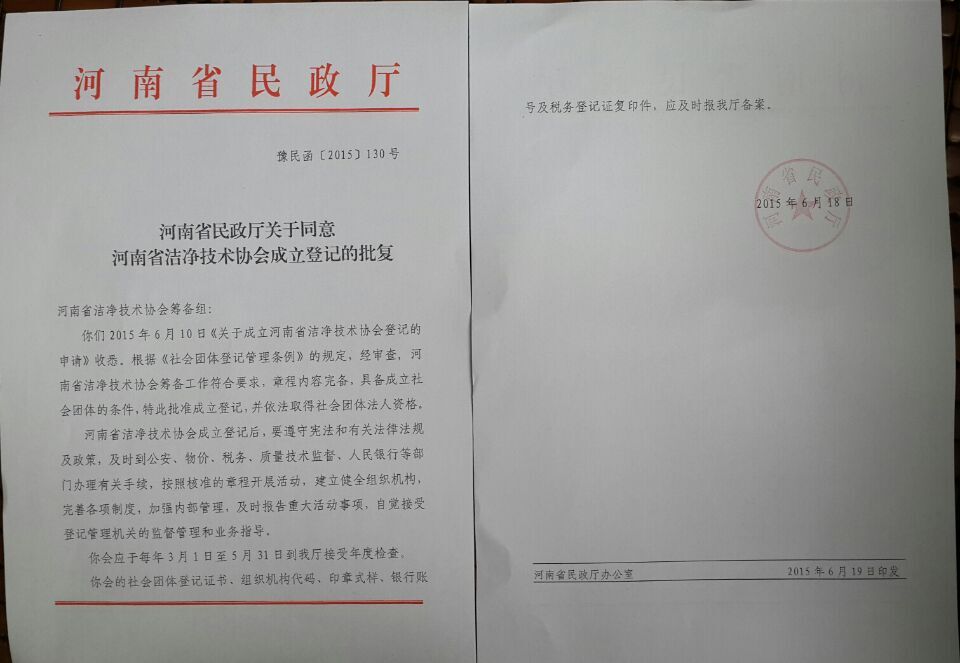 河南省民政厅
豫民函〔2015〕130号
河南省民政厅关于同意
河南省洁净技术协会成立登记的批复
河南省洁净技术协会筹备组：
你们2015年6月10日《关于成立河南省洁净技术协会登记的
申请》收悉。根据《社会团体登记管理条例》的规定，经审查，河
南省洁净技术协会筹备工作符合要求，章程内容完备，具备成立社
会团体的条件，特此批准成立登记，并依法取得社会团体法人资格。
河南省洁净技术协会成立登记后，要遵守宪法和有关法律法规
及政策，及时到公安、物价、税务、质量技术监督、人民银行等部
门办理有关手续，按照核准的章程开展活动，建立健全组织机构，
完善各项制度，加强内部管理，及时报告重大活动事项，自觉接受
登记管理机关的监督管理和业务指导。
你会应于每年3月1日至5月31日到我厅接受年度检查。
你会的社会团体登记证书、组织机构代码、印章式样、银行账
号及税务登记证复印件，应及时报我厅备案。
河南省民政厅
2015年6月18日
河南省民政厅办公室 2015年6月19日印发